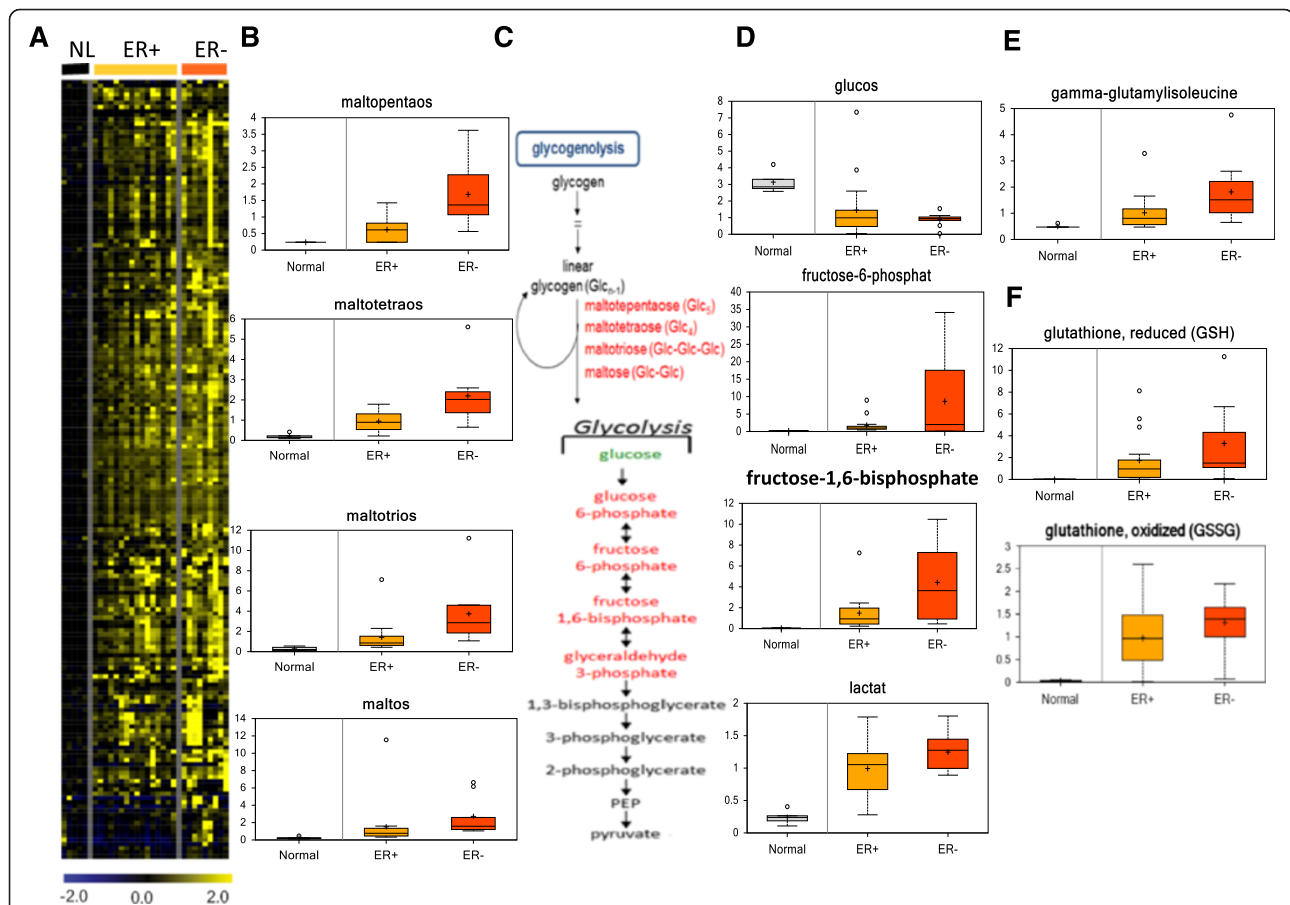 A
NL ER+ ER-
-2.0 0.0 2.0
B
maltopentaos
4
3.5
3
2.5
2
1.5
1
0.5
0
Normal ER+ ER-
maltotetraos
6
5
4
3
2
1
0
Normal ER+ ER-
maltotrios
12
10
8
6
4
2
0
Normal ER+ ER-
maltos
14
12
10
8
6
4
2
0
Normal ER+ ER-
C
glycogenolysis
glycogen
=
linear
glycogen (Glcn-1)
maltotepentaose (Glc5)
maltotetraose (Glc4)
maltotriose (Glc-Glc-Glc)
maltose (Glc-Glc)
Glycolysis
glucose
glucose
6-phosphate
fructose
6-phosphate
fructose
1,6-bisphosphate
glyceraldehyde
3-phosphate
1,3-bisphosphoglycerate
3-phosphoglycerate
2-phosphoglycerate
PEP
pyruvate
D
glucos
8
7
6
5
4
3
2
1
0
Normal ER+ ER-
fructose-6-phosphat
40
35
30
25
20
15
10
5
0
Normal ER+ ER-
fructose-1,6-bisphosphate
12
10
8
6
4
2
0
Normal ER+ ER-
lactat
2
1.5
1
0.5
0
Normal ER+ ER-
E
gamma-glutamylisoleucine
5
4
3
2
1
0
Normal ER+ ER-
F
glutathione, reduced (GSH)
12
10
8
6
4
2
0
Normal ER+ ER-
glutathione, oxidized (GSSG)
3
2.5
2
1.5
1
0.5
0
Normal ER+ ER-